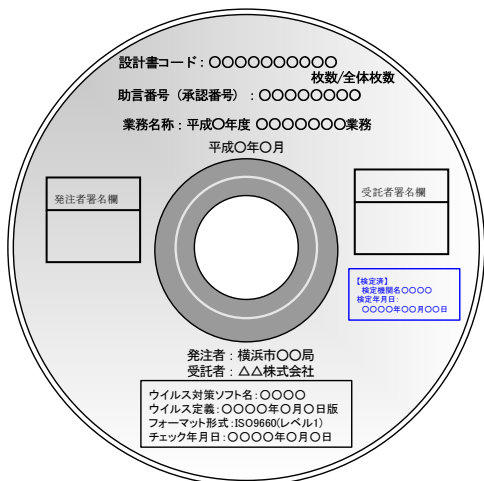 設計書コード：〇〇〇〇〇〇〇〇〇〇
枚数/全体枚数
助言番号（承認番号）：〇〇〇〇〇〇〇〇
業務名称：平成〇年度 〇〇〇〇〇〇〇業務
平成〇年〇月
発注者署名欄
受託者署名欄
【検定済】
検定機関名〇〇〇〇
検定年月日：
〇〇〇〇年〇〇月〇〇日
発注者：横浜市〇〇局
受託者：△△株式会社
ウイルス対策ソフト名：〇〇〇〇
ウイルス定義：〇〇〇〇年〇月〇日版
フォーマット形式：ISO9660(レベル1)
チェック年月日：〇〇〇〇年〇月〇日